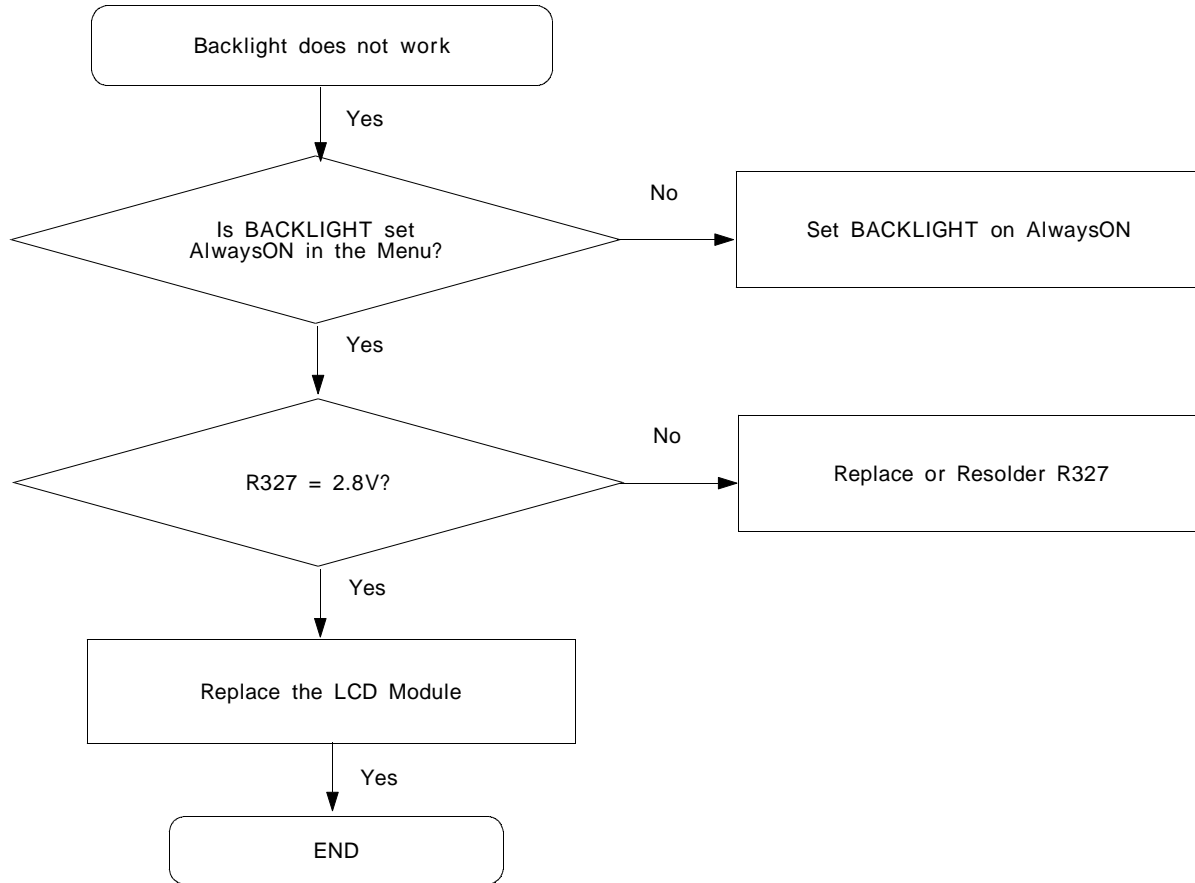 Backlight does not work
Yes
Is BACKLIGHT set
AlwaysON in the Menu?
No
Set BACKLIGHT on AlwaysON
Yes
R327 = 2.8V?
No
Replace or Resolder R327
Yes
Replace the LCD Module
Yes
END